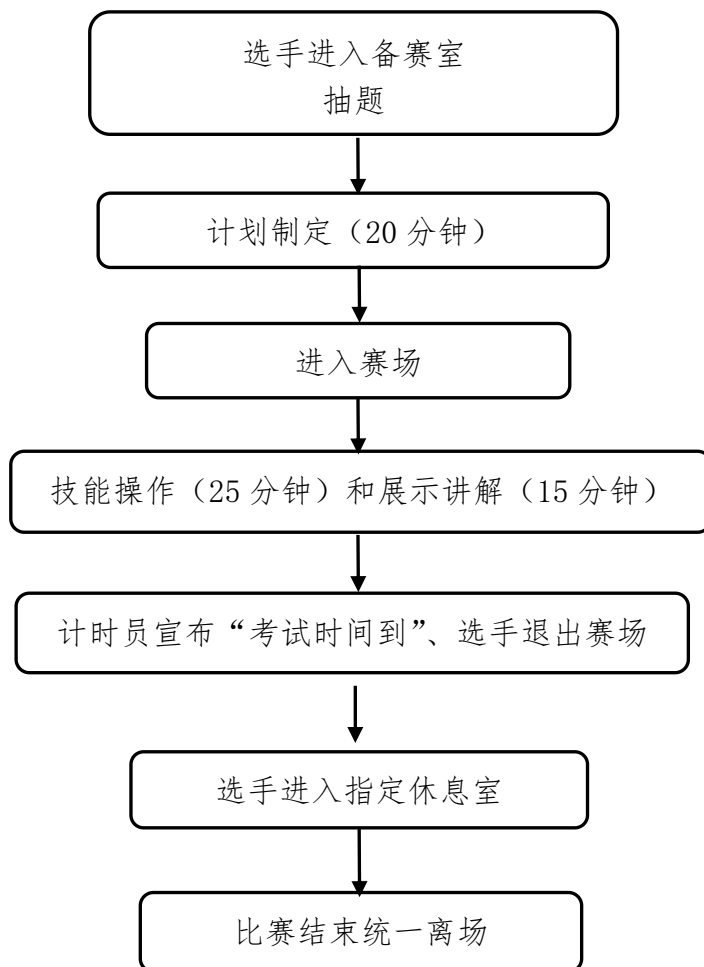 选手进入备赛室
抽题
计划制定（20 分钟）
进入赛场
技能操作（25 分钟）和展示讲解（15 分钟）
计时员宣布“考试时间到”、选手退出赛场
选手进入指定休息室
比赛结束统一离场